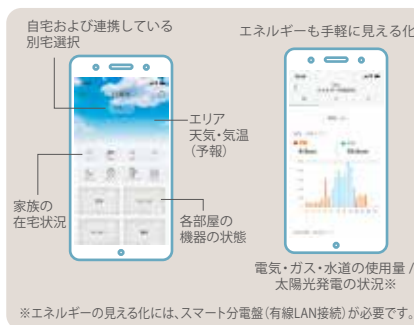 自宅および連携している
別宅選択
エリア
天気・気温
（予報）
家族の
在宅状況
各部屋の
機器の状態
エネルギーも手軽に見える化
電気・ガス・水道の使用量 /
太陽光発電の状況※
※エネルギーの見える化には、スマート分電盤（有線LAN接続）が必要です。